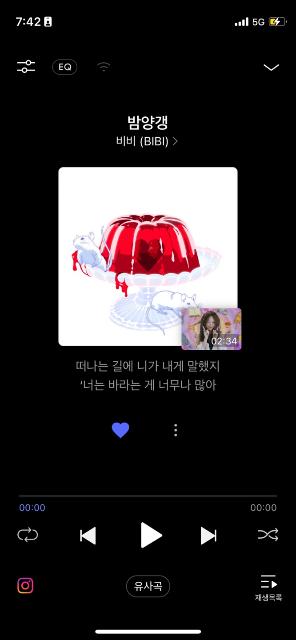 7:42
5G
EQ
밤양갱
비비 (BIBI)
02:34
떠나는 길에 니가 내게 말했지
'너는 바라는 게 너무나 많아
00:00
00:00
유사곡
재생목록